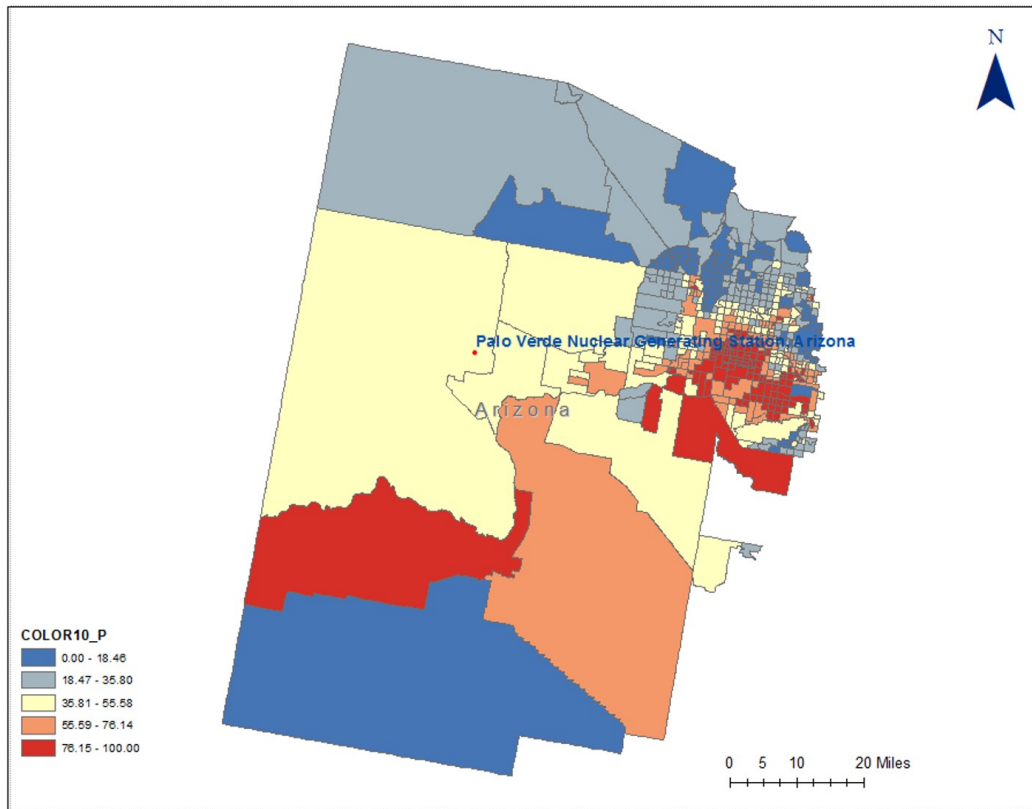 N
Palo Verde Nuclear Generating Station, Arizona
Arizona
COLOR10_P
0.00 - 18.46
18.47 - 35.80
35.81 - 55.58
55.59 - 76.14
76.15 - 100.00
0 5 10 20 Miles